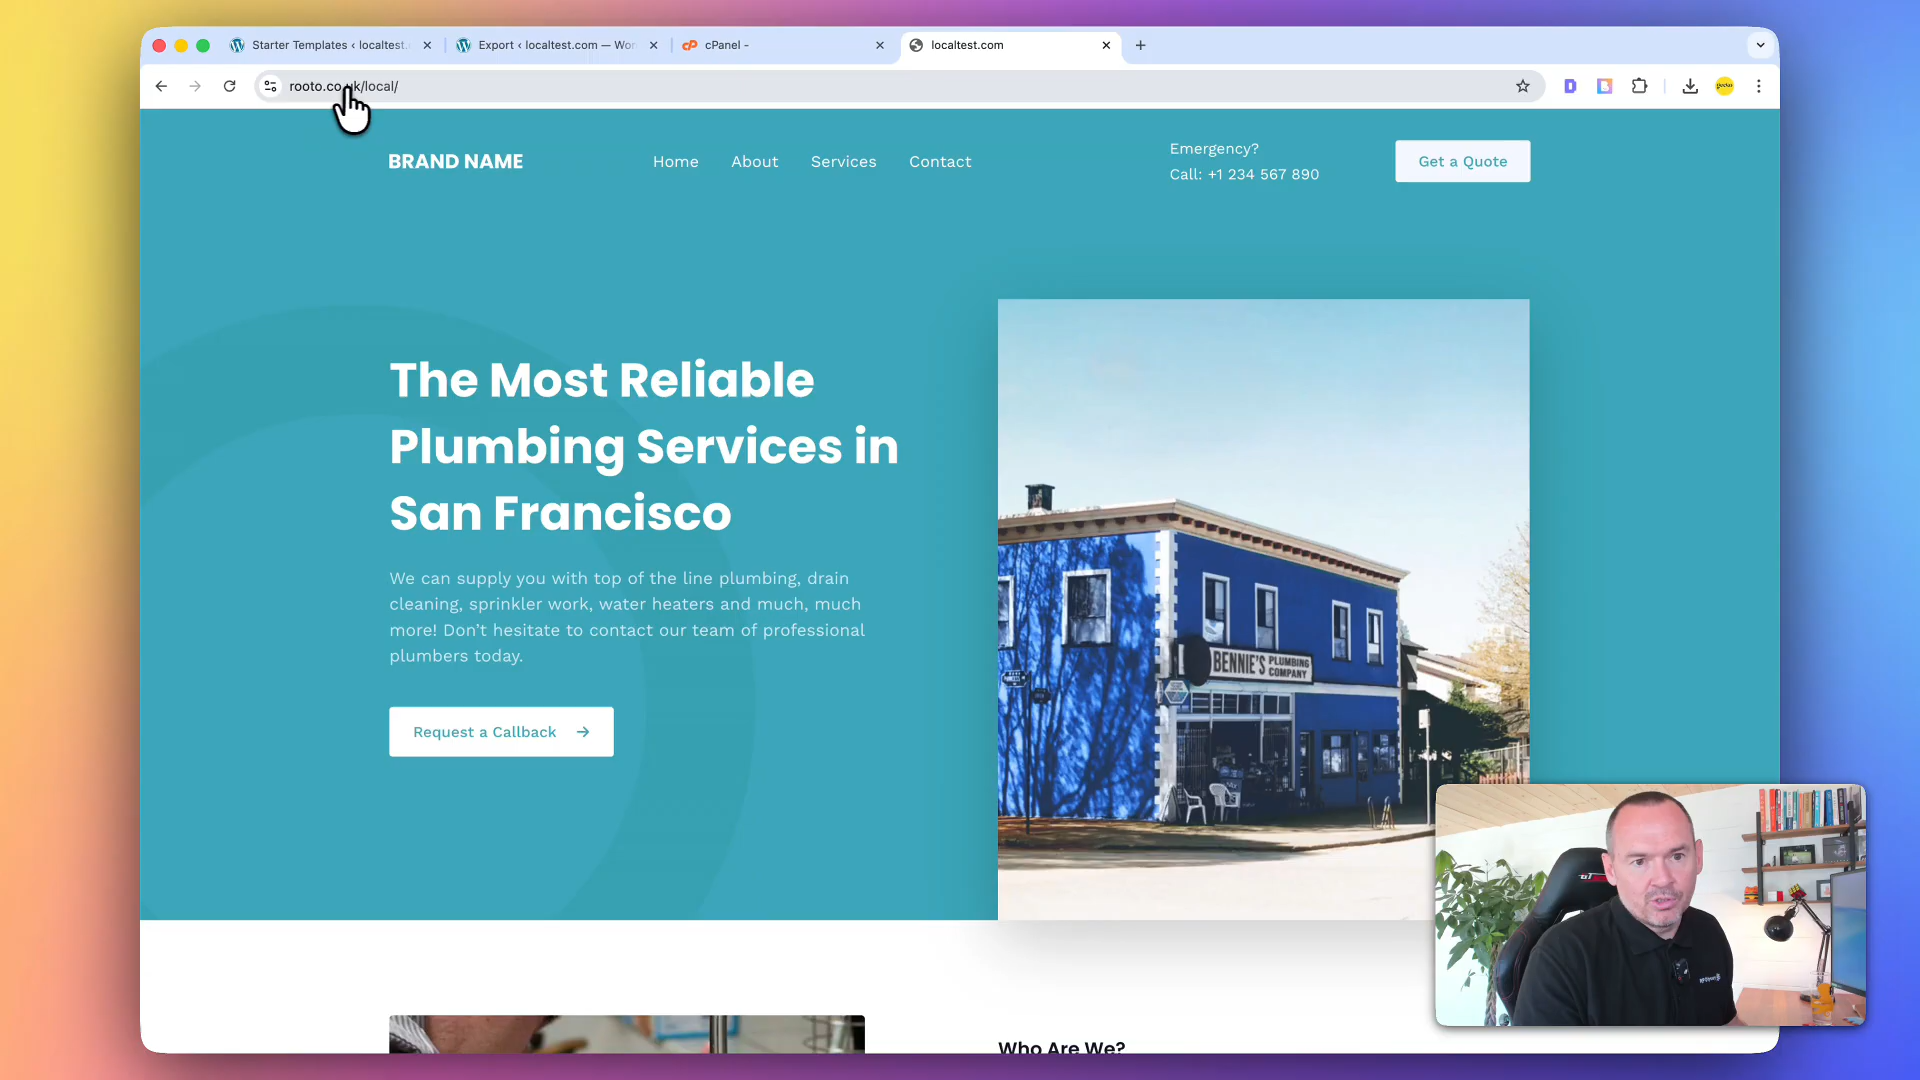 Starter Templates ‹ localtest.
Export ‹ localtest.com — Wor
cPanel -
localtest.com
rooto.co.uk/local/
BRAND NAME
Home
About
Services
Contact
Emergency?
Call: +1 234 567 890
Get a Quote
The Most Reliable
Plumbing Services in
San Francisco
We can supply you with top of the line plumbing, drain
cleaning, sprinkler work, water heaters and much, much
more! Don't hesitate to contact our team of professional
plumbers today.
Request a Callback
BENNIE'S PLUMBING
COMPANY
Who Are We?